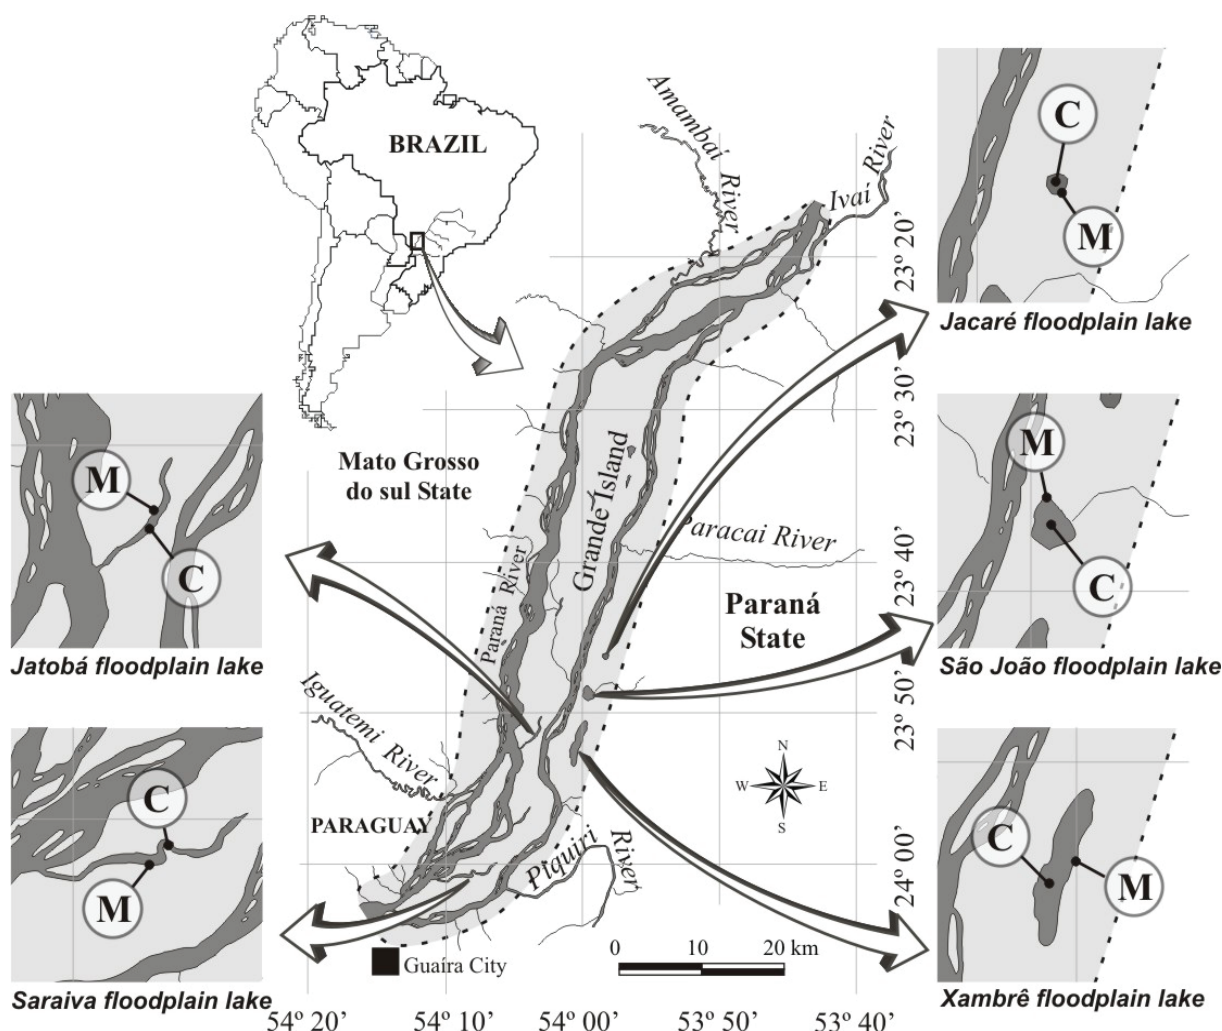 BRAZIL
Amambaí River
Ivaí River
C
M
Jacaré floodplain lake
23º 20’
23º 30’
23º 40’
23º 50’
24º 00’
Mato Grosso
do sul State
Grande Island
Paraná River
Paracai River
Paraná
State
M
C
Jatobá floodplain lake
M
C
São João floodplain lake
Iguatemi River
PARAGUAY
Piquiri River
N
W
E
S
C
M
Saraiva floodplain lake
C
M
Xambrê floodplain lake
Guaíra City
0 10 20 km
54º 20’ 54º 10’ 54º 00’ 53º 50’ 53º 40’